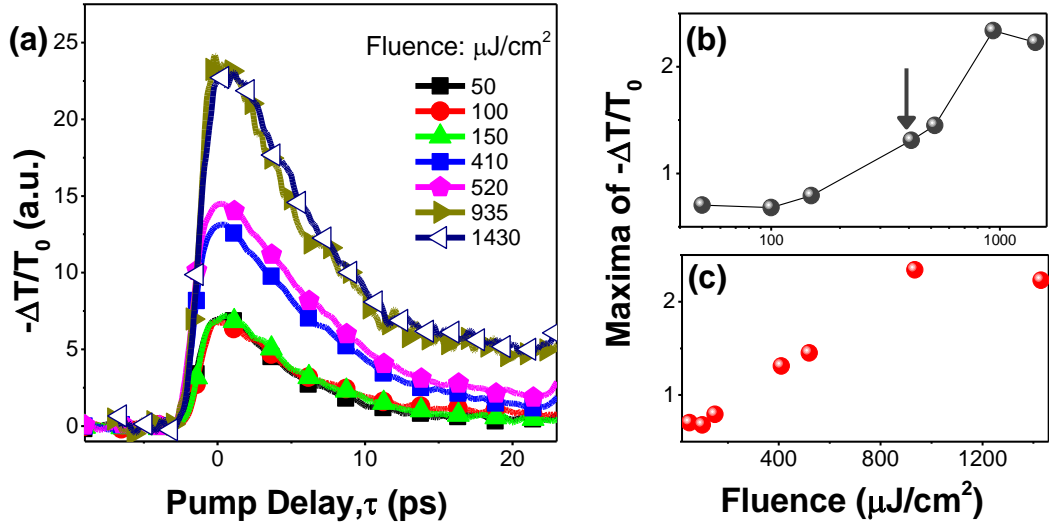 (a)
Fluence: μJ/cm²
50
100
150
410
520
935
1430
25
20
15
10
5
0
-ΔT/T₀ (a.u.)
0 10 20
Pump Delay,τ (ps)
(b)
2
1
100 1000
Maxima of -ΔT/T₀
(c)
2
1
400 800 1200
Fluence (μJ/cm²)